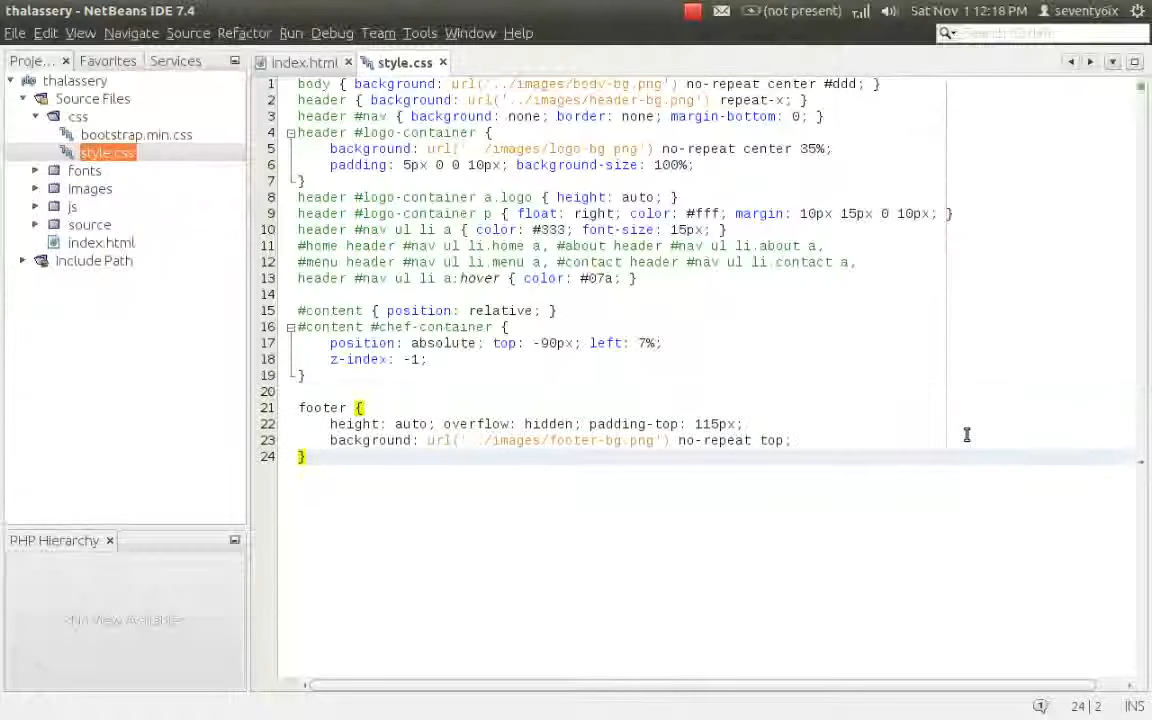 thalassery - NetBeans IDE 7.4
(not present) Sat Nov 1 12:18 PM seventy6ix
File Edit View Navigate Source Refactor Run Debug Team Tools Window Help
Proje... × Favorites Services
index.html × style.css ×
thalassery
Source Files
css
bootstrap.min.css
style.css
fonts
images
js
source
index.html
Include Path
1 body { background: url('../images/body-bg.png') no-repeat center #ddd; }
2 header { background: url('../images/header-bg.png') repeat-x; }
3 header #nav { background: none; border: none; margin-bottom: 0; }
4 header #logo-container {
5 background: url('../images/logo-bg.png') no-repeat center 35%;
6 padding: 5px 0 0 10px; background-size: 100%;
7 }
8 header #logo-container a.logo { height: auto; }
9 header #logo-container p { float: right; color: #fff; margin: 10px 15px 0 10px; }
10 header #nav ul li a { color: #333; font-size: 15px; }
11 #home header #nav ul li.home a, #about header #nav ul li.about a,
12 #menu header #nav ul li.menu a, #contact header #nav ul li.contact a,
13 header #nav ul li a:hover { color: #07a; }
14
15 #content { position: relative; }
16 #content #chef-container {
17 position: absolute; top: -90px; left: 7%;
18 z-index: -1;
19 }
20
21 footer {
22 height: auto; overflow: hidden; padding-top: 115px;
23 background: url('../images/footer-bg.png') no-repeat top;
24 }
PHP Hierarchy ×
<No View Available>
24|2 INS